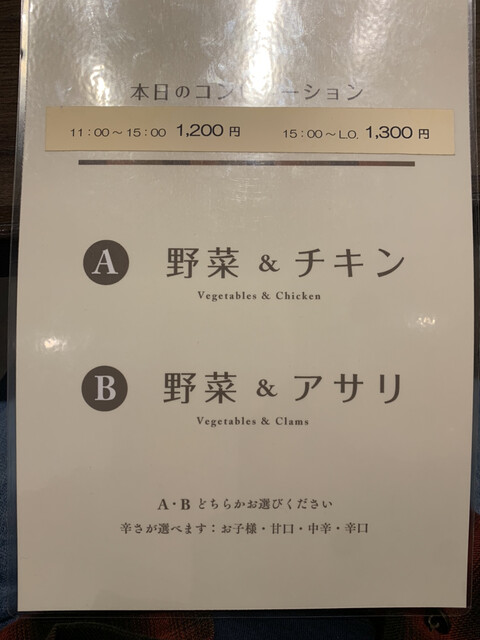 本日のコンビネーション
11:00～15:00 1,200円 15:00～L.O. 1,300円
A 野菜 & チキン
Vegetables & Chicken
B 野菜 & アサリ
Vegetables & Clams
A・B どちらかお選びください
辛さが選べます：お子様・甘口・中辛・辛口